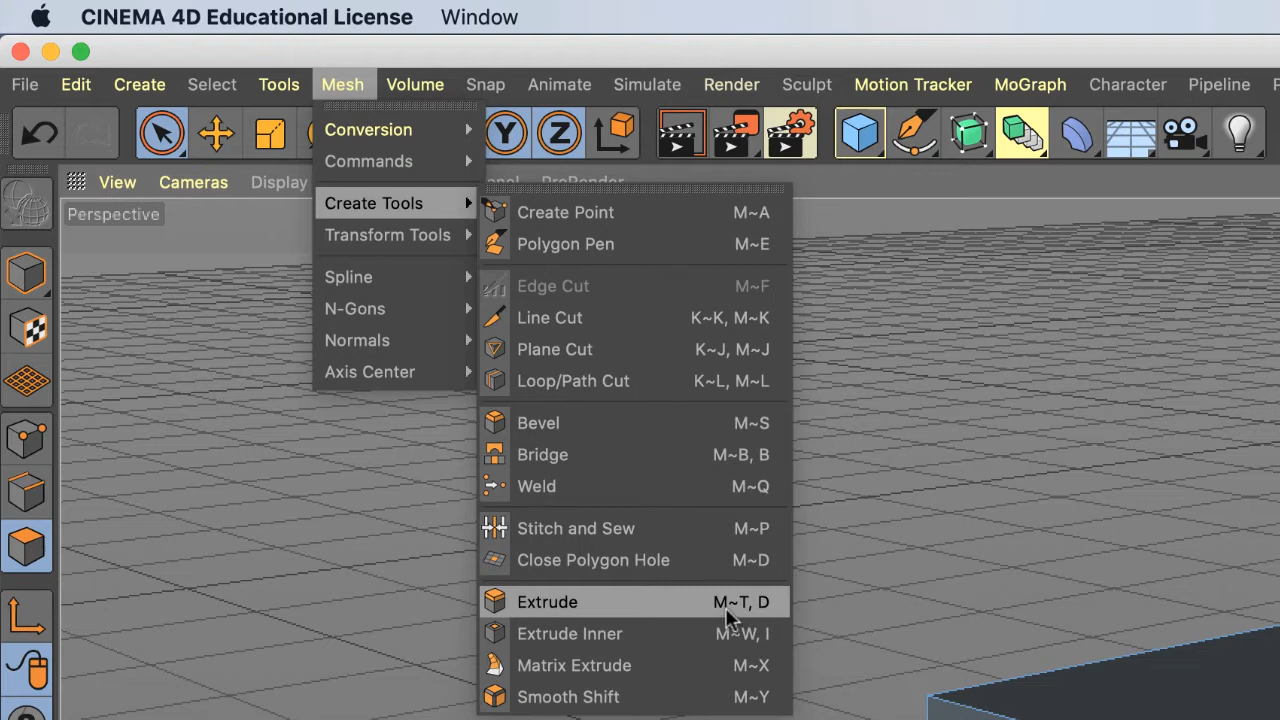 CINEMA 4D Educational License Window
File Edit Create Select Tools Mesh Volume Snap Animate Simulate Render Sculpt Motion Tracker MoGraph Character Pipeline
Y Z
View Cameras Display ProRender
Perspective
Conversion
Commands
Create Tools
Transform Tools
Spline
N-Gons
Normals
Axis Center
Create Point M~A
Polygon Pen M~E
Edge Cut M~F
Line Cut K~K, M~K
Plane Cut K~J, M~J
Loop/Path Cut K~L, M~L
Bevel M~S
Bridge M~B, B
Weld M~Q
Stitch and Sew M~P
Close Polygon Hole M~D
Extrude M~T, D
Extrude Inner M~W, I
Matrix Extrude M~X
Smooth Shift M~Y